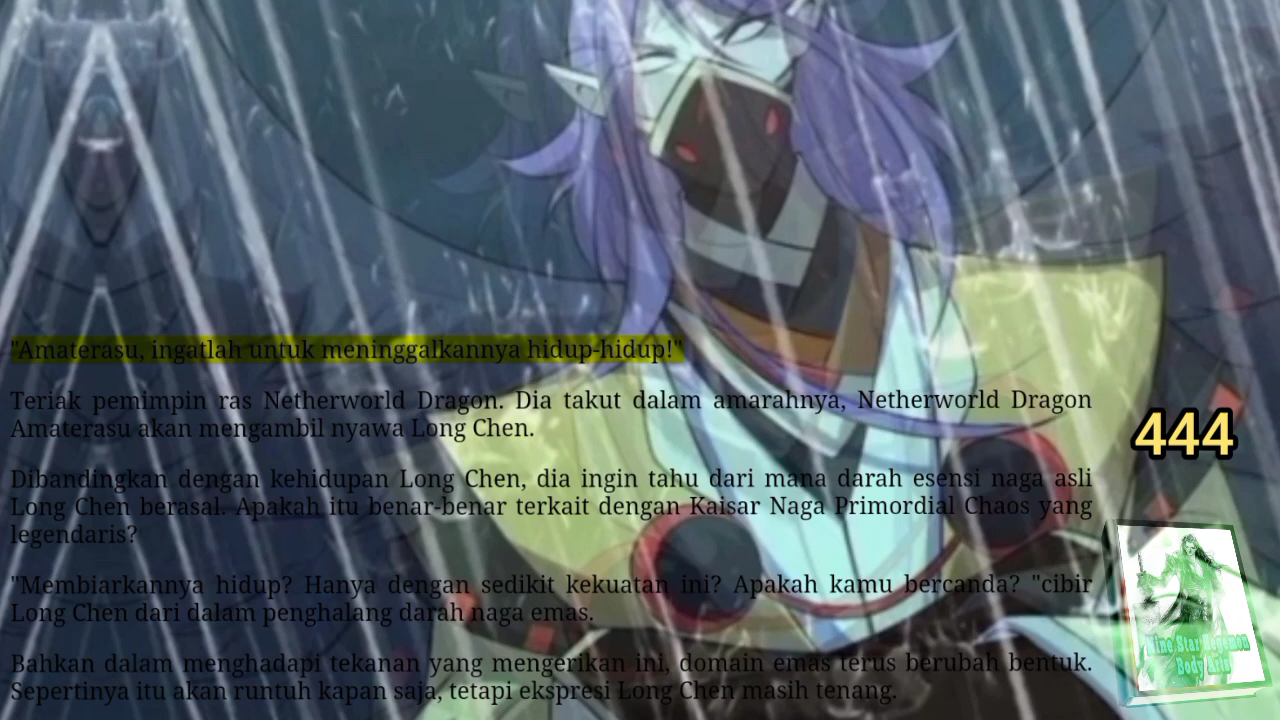 "Amaterasu, ingatlah untuk meninggalkannya hidup-hidup!"
Teriak pemimpin ras Netherworld Dragon. Dia takut dalam amarahnya, Netherworld Dragon
Amaterasu akan mengambil nyawa Long Chen.
Dibandingkan dengan kehidupan Long Chen, dia ingin tahu dari mana darah esensi naga asli
Long Chen berasal. Apakah itu benar-benar terkait dengan Kaisar Naga Primordial Chaos yang
legendaris?
"Membiarkannya hidup? Hanya dengan sedikit kekuatan ini? Apakah kamu bercanda? "cibir
Long Chen dari dalam penghalang darah naga emas.
Bahkan dalam menghadapi tekanan yang mengerikan ini, domain emas terus berubah bentuk.
Sepertinya itu akan runtuh kapan saja, tetapi ekspresi Long Chen masih tenang.
444
Nine Star Hegemon
Body Arts